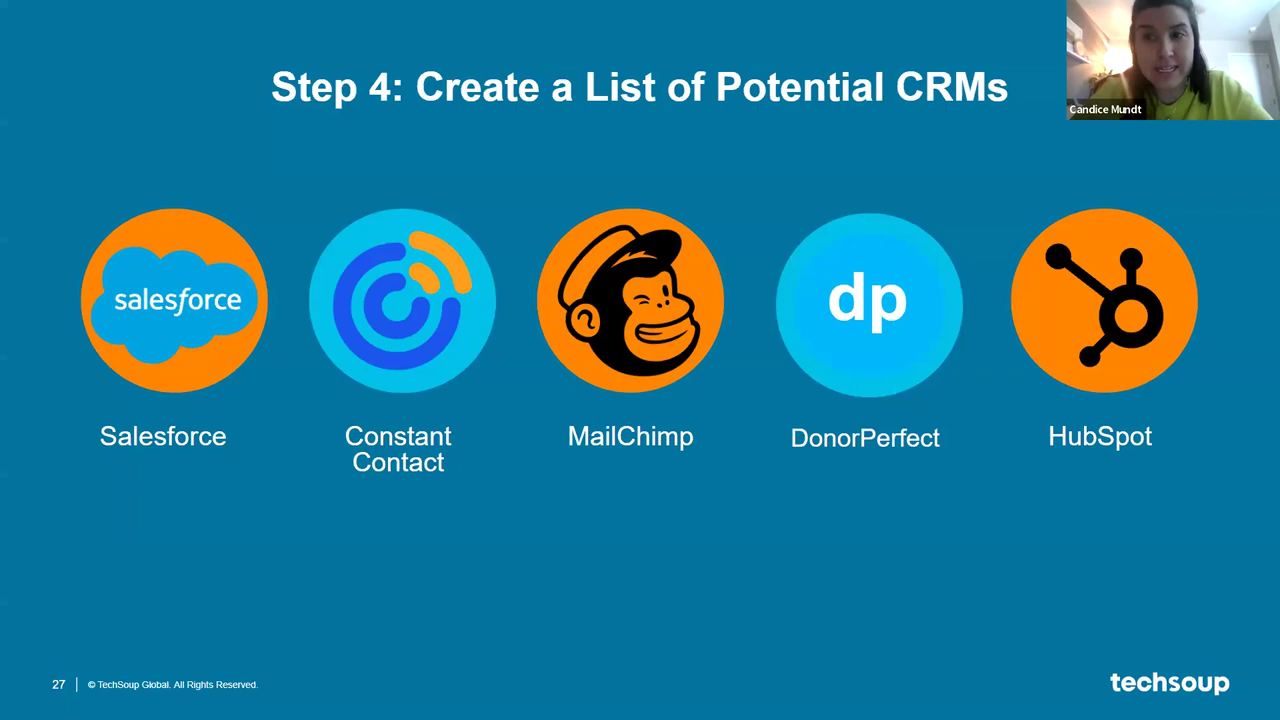 Step 4: Create a List of Potential CRMs
Candice Mundt
salesforce
dp
Salesforce
Constant
Contact
MailChimp
DonorPerfect
HubSpot
27
© TechSoup Global. All Rights Reserved.
techsoup